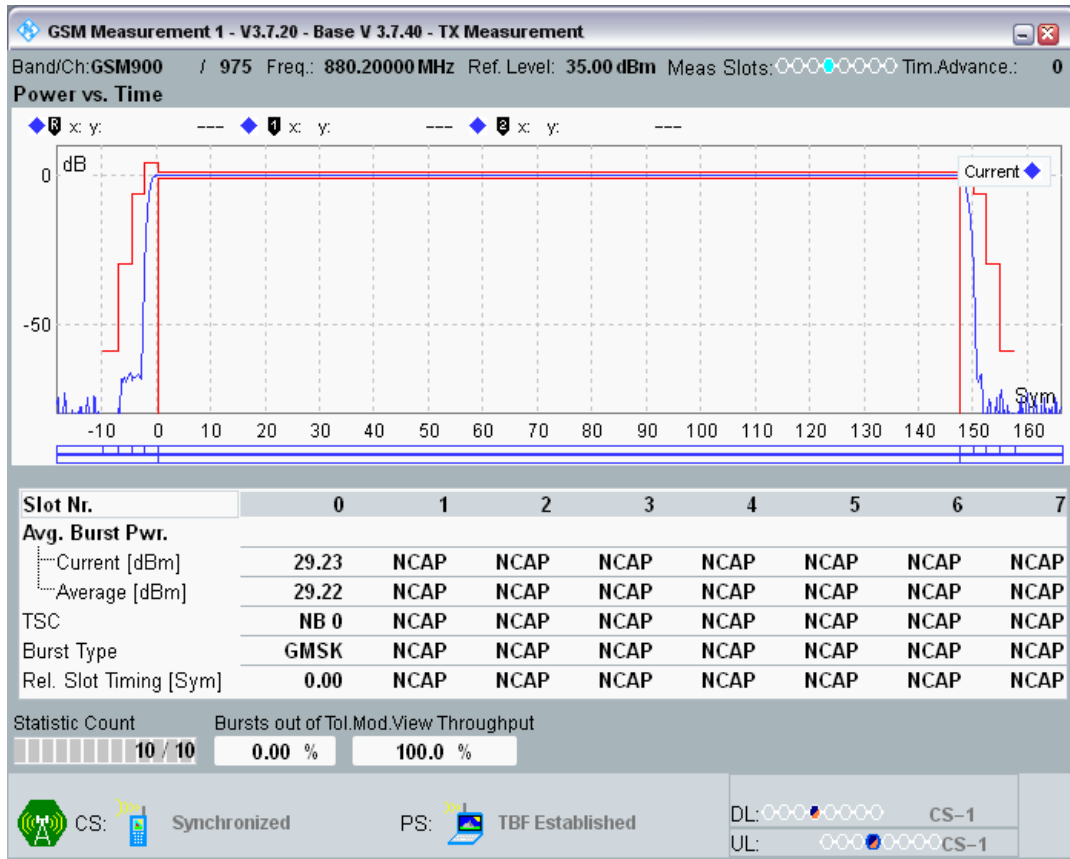 GSM Measurement 1 - V3.7.20 - Base V 3.7.40 - TX Measurement
Band/Ch:GSM900 / 975 Freq.: 880.20000 MHz Ref. Level: 35.00 dBm Meas Slots: Tim.Advance.: 0
Power vs. Time
R x: y: --- 1 x: y: --- 2 x: y: ---
dB
0
Current
-50
Sym
-10 0 10 20 30 40 50 60 70 80 90 100 110 120 130 140 150 160
Slot Nr. 0 1 2 3 4 5 6 7
Avg. Burst Pwr.
Current [dBm] 29.23 NCAP NCAP NCAP NCAP NCAP NCAP NCAP
Average [dBm] 29.22 NCAP NCAP NCAP NCAP NCAP NCAP NCAP
TSC NB 0 NCAP NCAP NCAP NCAP NCAP NCAP NCAP
Burst Type GMSK NCAP NCAP NCAP NCAP NCAP NCAP NCAP
Rel. Slot Timing [Sym] 0.00 NCAP NCAP NCAP NCAP NCAP NCAP NCAP
Statistic Count Bursts out of Tol.Mod.View Throughput
10 / 10 0.00 % 100.0 %
CS: Synchronized PS: TBF Established
DL: CS-1
UL: CS-1